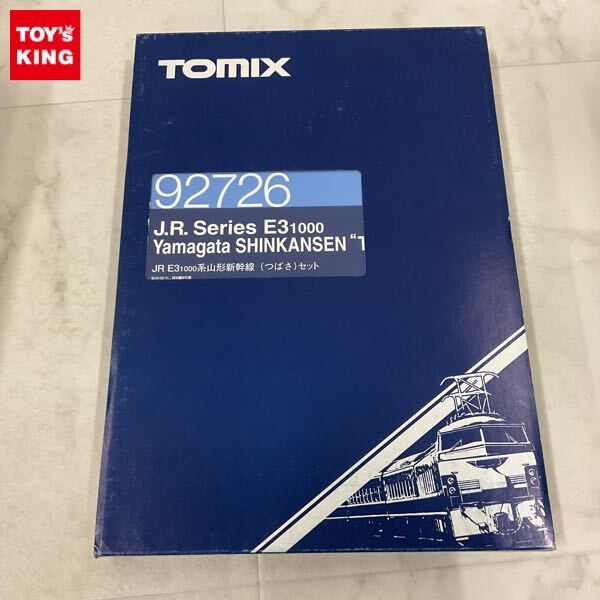 TOY's
KING
TOMIX
92726
J.R. Series E31000
Yamagata SHINKANSEN "T
JR E31000系山形新幹線（つばさ）セット